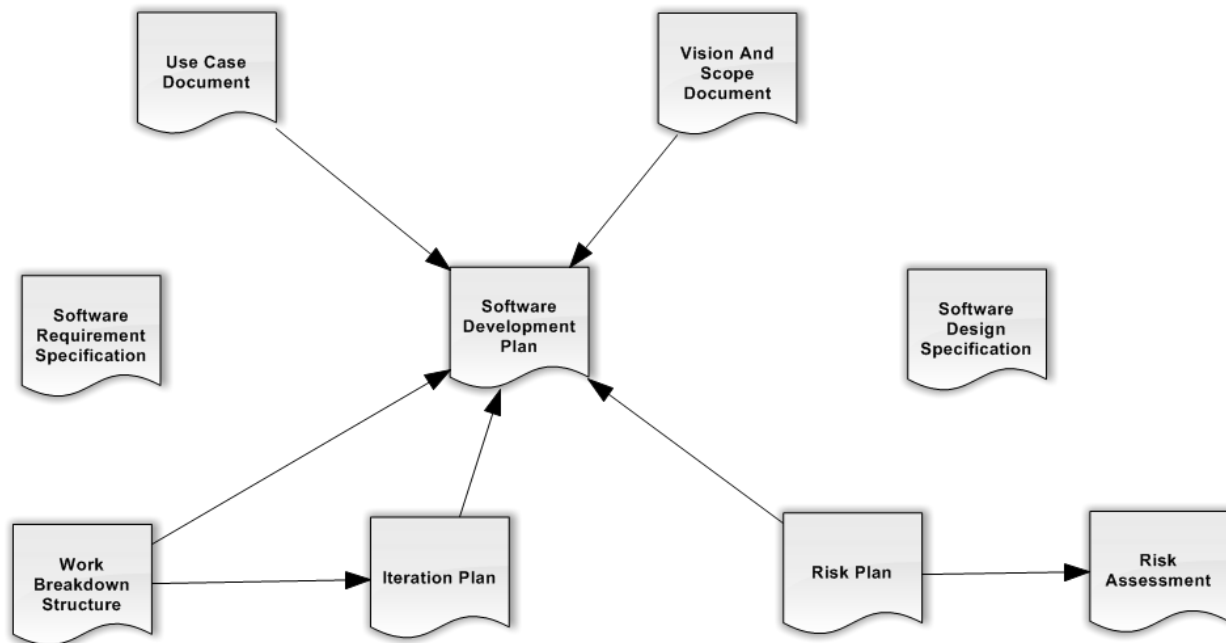 Use Case
Document
Vision And
Scope
Document
Software
Requirement
Specification
Software
Development
Plan
Software
Design
Specification
Work
Breakdown
Structure
Iteration Plan
Risk Plan
Risk
Assessment